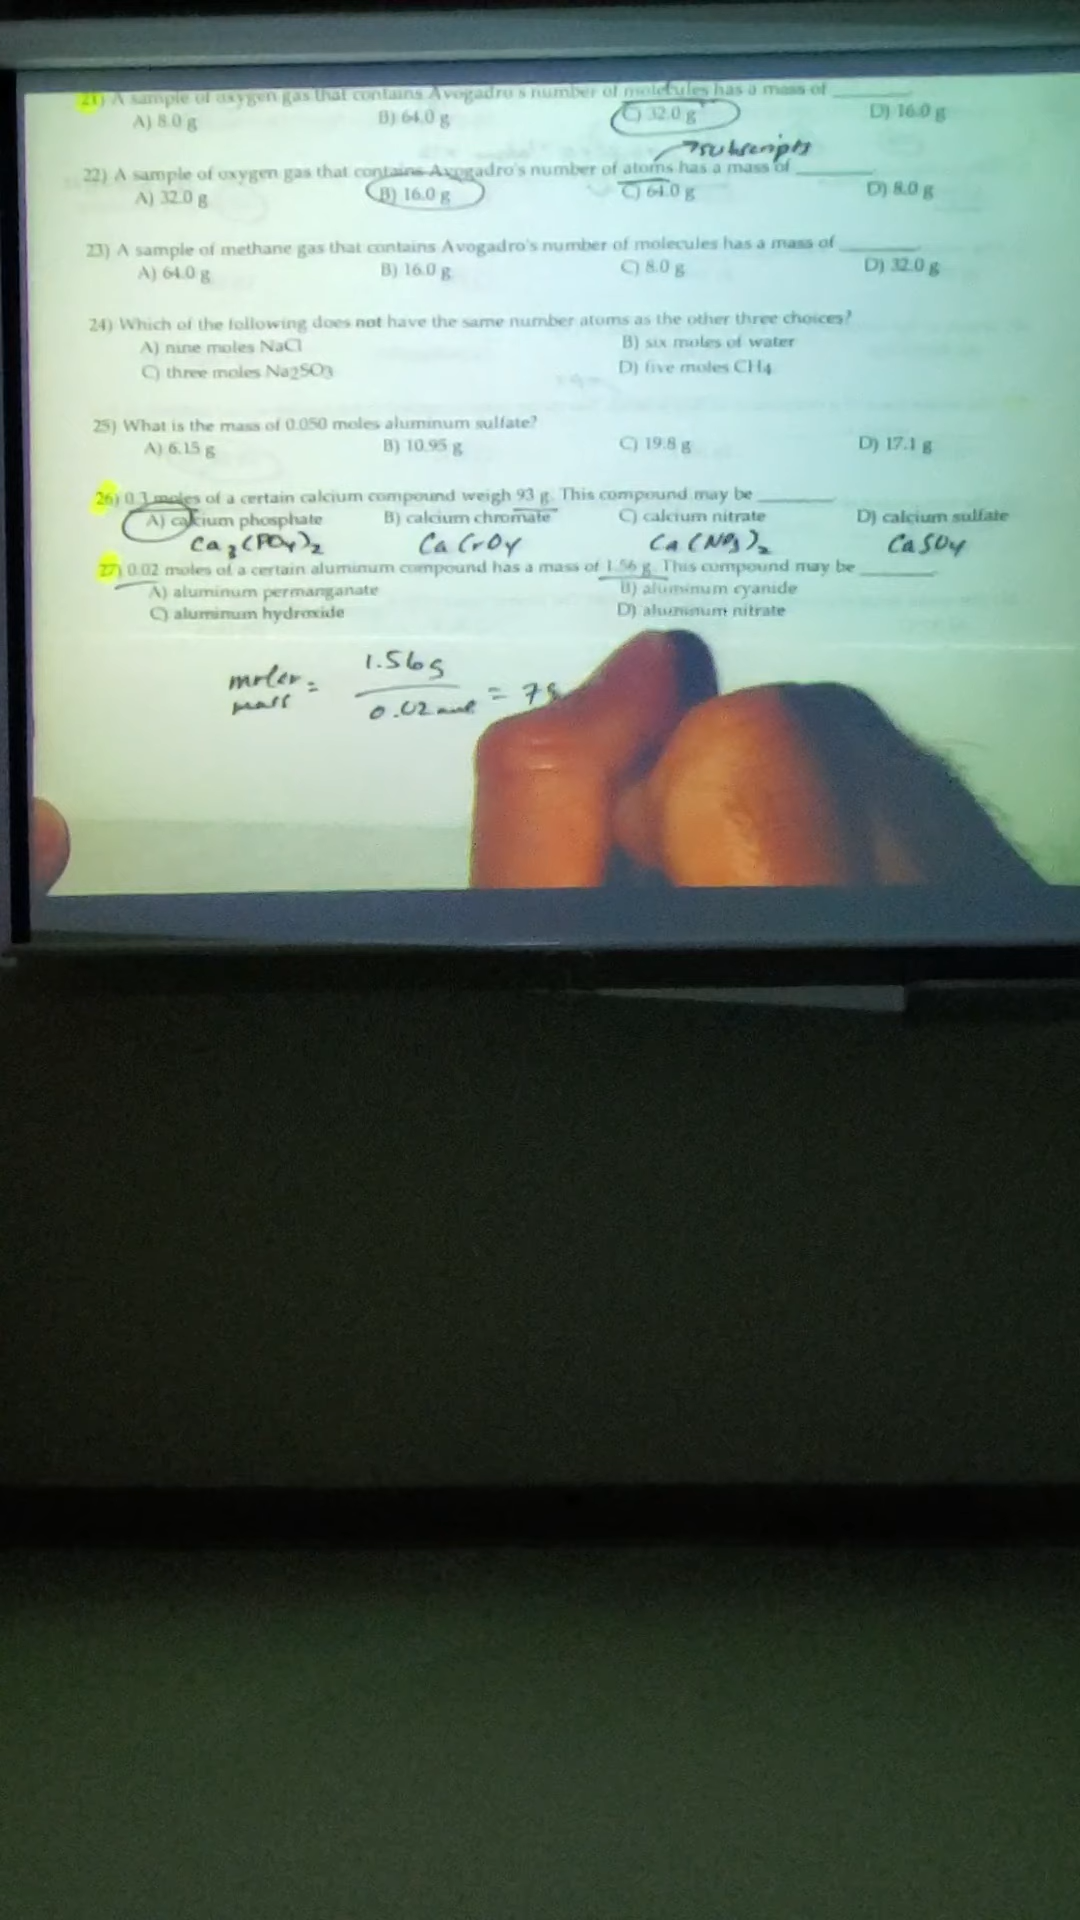 21) A sample of oxygen gas that contains Avogadro's number of molecules has a mass of
A) 8.0 g B) 64.0 g C) 32.0 g D) 16.0 g
subscripts
22) A sample of oxygen gas that contains Avogadro's number of atoms has a mass of
A) 32.0 g B) 16.0 g C) 64.0 g D) 8.0 g
23) A sample of methane gas that contains Avogadro's number of molecules has a mass of
A) 64.0 g B) 16.0 g C) 8.0 g D) 32.0 g
24) Which of the following does not have the same number atoms as the other three choices?
A) nine moles NaCl B) six moles of water
C) three moles Na2SO3 D) five moles CH4
25) What is the mass of 0.050 moles aluminum sulfate?
A) 6.15 g B) 10.95 g C) 19.8 g D) 17.1 g
26) 0.3 moles of a certain calcium compound weigh 93 g. This compound may be
A) calcium phosphate B) calcium chromate C) calcium nitrate D) calcium sulfate
Ca3(PO4)2 CaCrO4 Ca(NO3)2 CaSO4
27) 0.02 moles of a certain aluminum compound has a mass of 1.56 g. This compound may be
A) aluminum permanganate B) aluminum cyanide
C) aluminum hydroxide D) aluminum nitrate
molar mass = 1.56g / 0.02 mol = 78